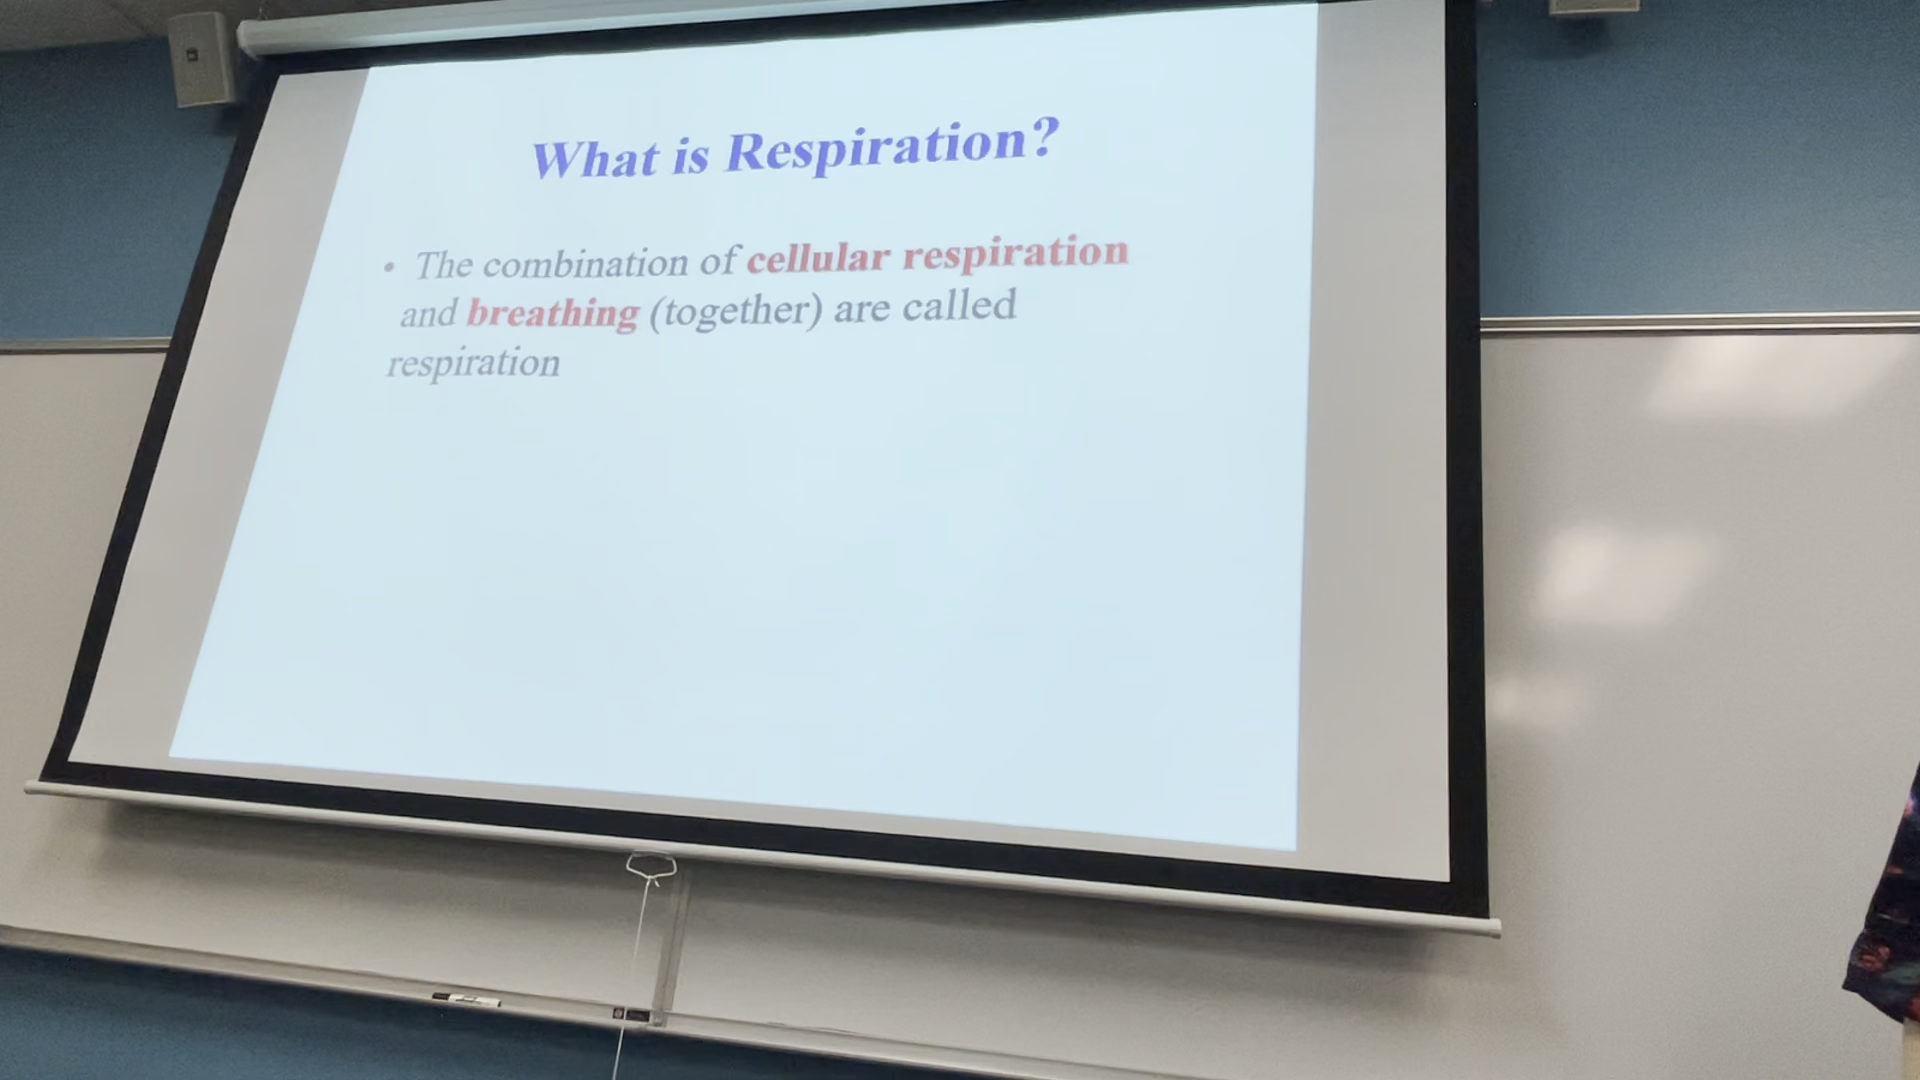 What is Respiration?
• The combination of cellular respiration
and breathing (together) are called
respiration